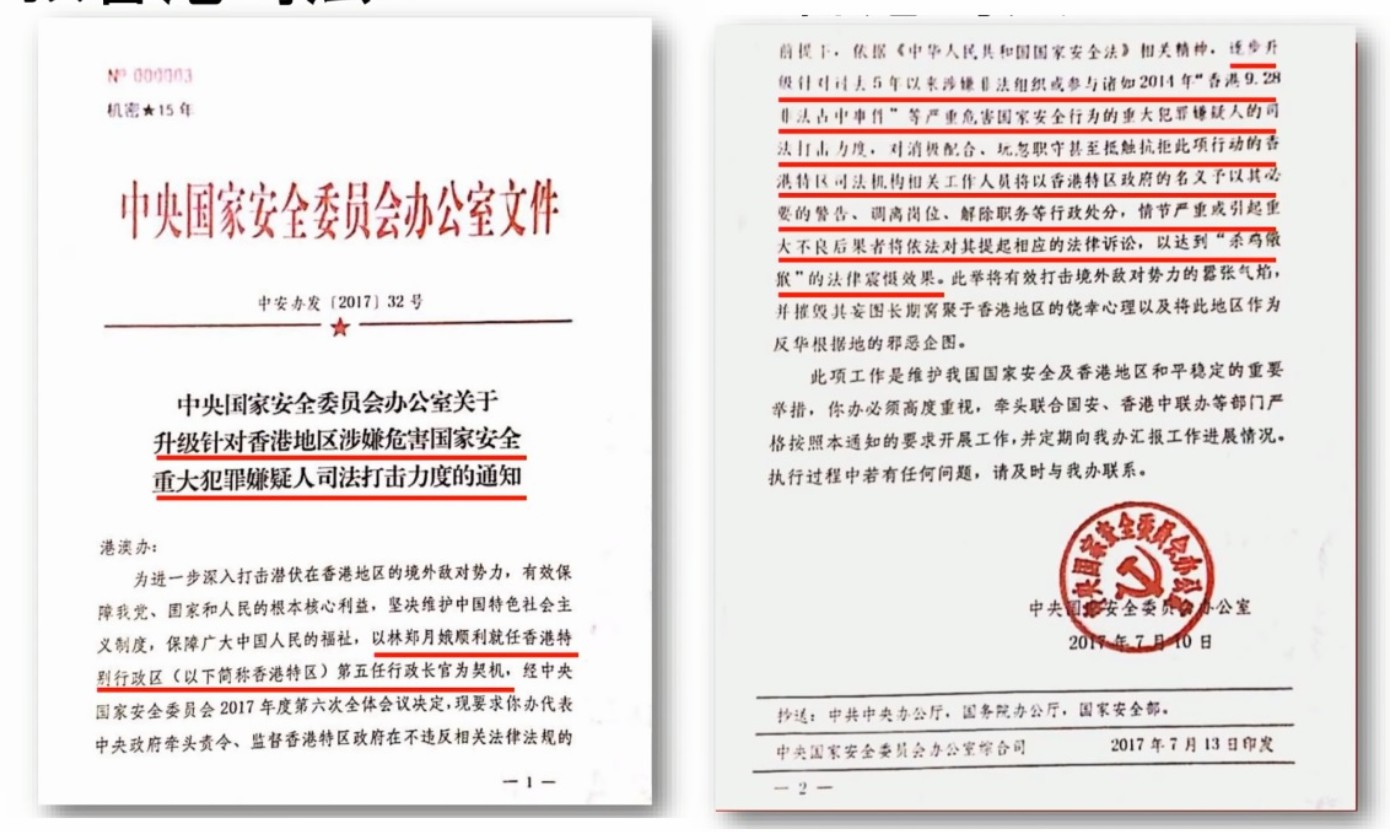 № 000003
机密★15年
中央国家安全委员会办公室文件
中安办发〔2017〕32号
中央国家安全委员会办公室关于
升级针对香港地区涉嫌危害国家安全
重大犯罪嫌疑人司法打击力度的通知
港澳办:
为进一步深入打击潜伏在香港地区的境外敌对势力,有效保
障我党、国家和人民的根本核心利益,坚决维护中国特色社会主
义制度,保障广大中国人民的福祉,以林郑月娥顺利就任香港特
别行政区(以下简称香港特区)第五任行政长官为契机,经中央
国家安全委员会2017年度第六次全体会议决定,现要求你办代表
中央政府牵头责令、监督香港特区政府在不违反相关法律法规的
— 1 —
前提下,依据《中华人民共和国国家安全法》相关精神,逐步升
级针对过去5年以来涉嫌非法组织或参与诸如2014年“香港9.28
非法占中事件”等严重危害国家安全行为的重大犯罪嫌疑人的司
法打击力度,对消极配合、玩忽职守甚至抵触抗拒此项行动的香
港特区司法机构相关工作人员将以香港特区政府的名义予以其必
要的警告、调离岗位、解除职务等行政处分,情节严重或引起重
大不良后果者将依法对其提起相应的法律诉讼,以达到“杀鸡儆
猴”的法律震慑效果。此举将有效打击境外敌对势力的嚣张气焰,
并摧毁其妄图长期窝聚于香港地区的侥幸心理以及将此地区作为
反华根据地的邪恶企图。
此项工作是维护我国国家安全及香港地区和平稳定的重要
举措,你办必须高度重视,牵头联合国安、香港中联办等部门严
格按照本通知的要求开展工作,并定期向我办汇报工作进展情况。
执行过程中若有任何问题,请及时与我办联系。
中央国家安全委员会办公室
中央国家安全委员会办公室
2017年7月10日
抄送:中共中央办公厅,国务院办公厅,国家安全部。
中央国家安全委员会办公室综合司 2017年7月13日印发
— 2 —